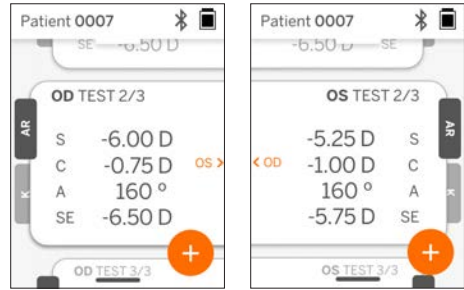 Patient 0007
SE -6.50 D
OD TEST 2/3
AR
K
S -6.00 D
C -0.75 D
A 160 º
SE -6.50 D
OS >
+
OD TEST 3/3
Patient 0007
-6.50 D SE
OS TEST 2/3
AR
K
-5.25 D S
-1.00 D C
160 º A
-5.75 D SE
< OD
+
OS TEST 3/3